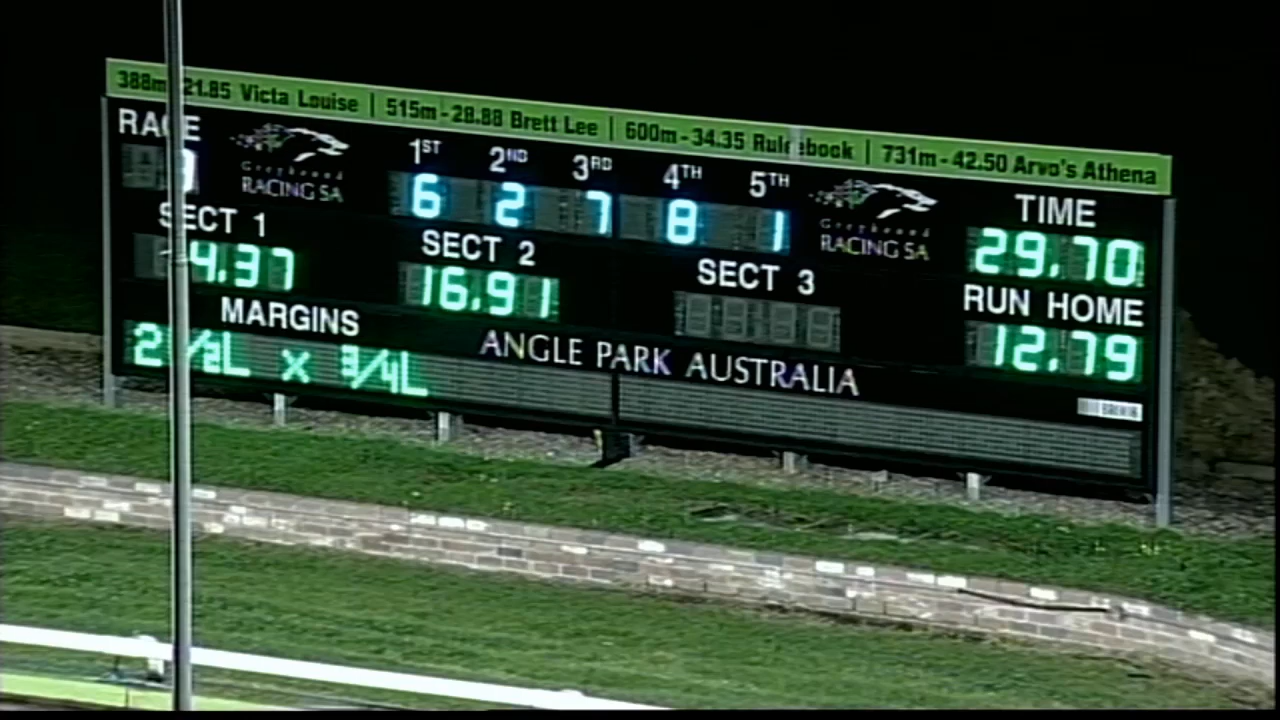 388m 21.85 Victa Louise | 515m - 28.88 Brett Lee | 600m - 34.35 Rulebook | 731m - 42.50 Arvo's Athena
RACE
Greyhound
RACING SA
1ST 2ND 3RD 4TH 5TH
6 2 7 8 1
Greyhound
RACING SA
TIME
29.70
SECT 1
4.37
SECT 2
16.91
SECT 3
RUN HOME
12.79
MARGINS
2 1/2L x 3/4L
ANGLE PARK AUSTRALIA